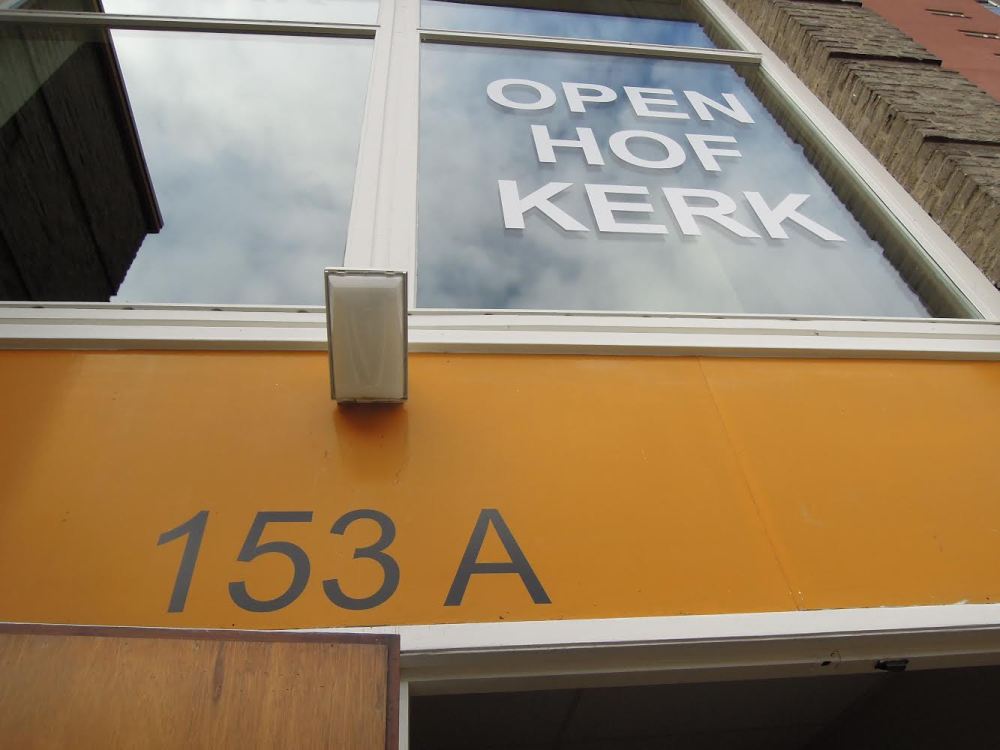 OPEN
HOF
KERK
153 A